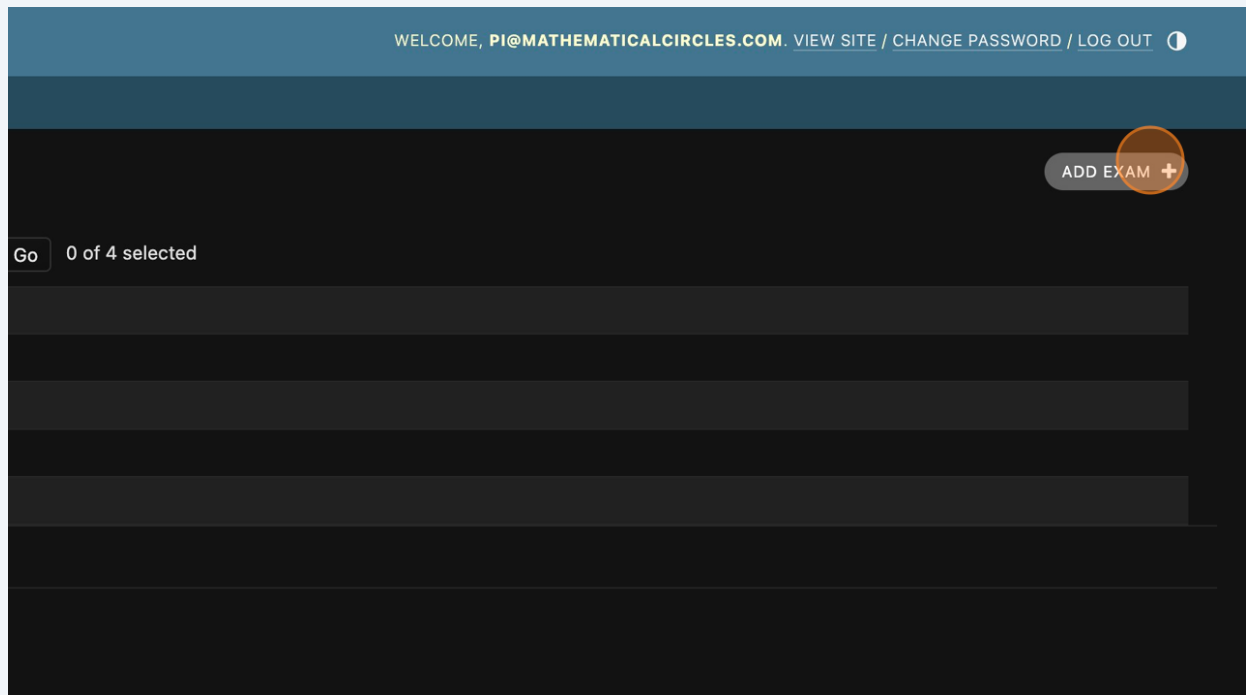 WELCOME, PI@MATHEMATICALCIRCLES.COM. VIEW SITE / CHANGE PASSWORD / LOG OUT
ADD EXAM +
Go 0 of 4 selected